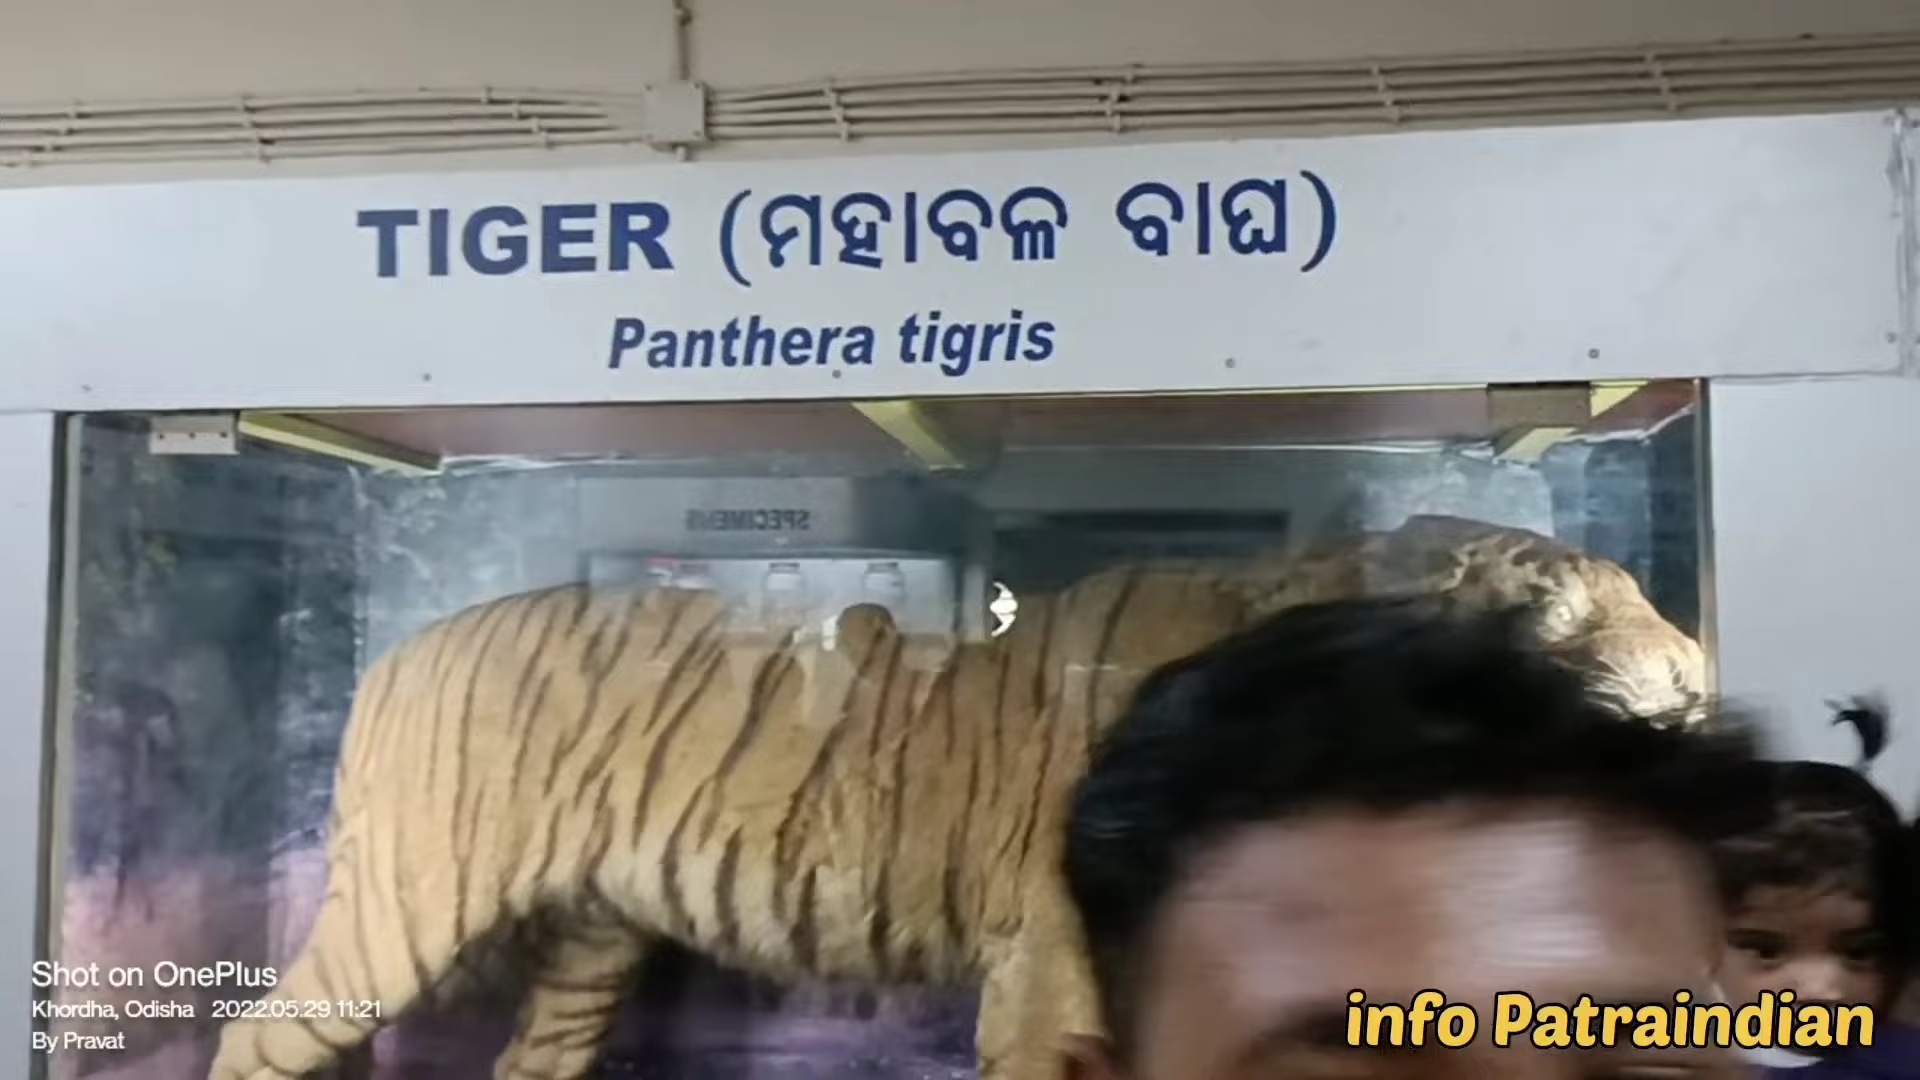 TIGER (ମହାବଳ ବାଘ)
Panthera tigris
SPECIMENS
Shot on OnePlus
Khordha, Odisha 2022.05.29 11:21
By Pravat
info Patraindian